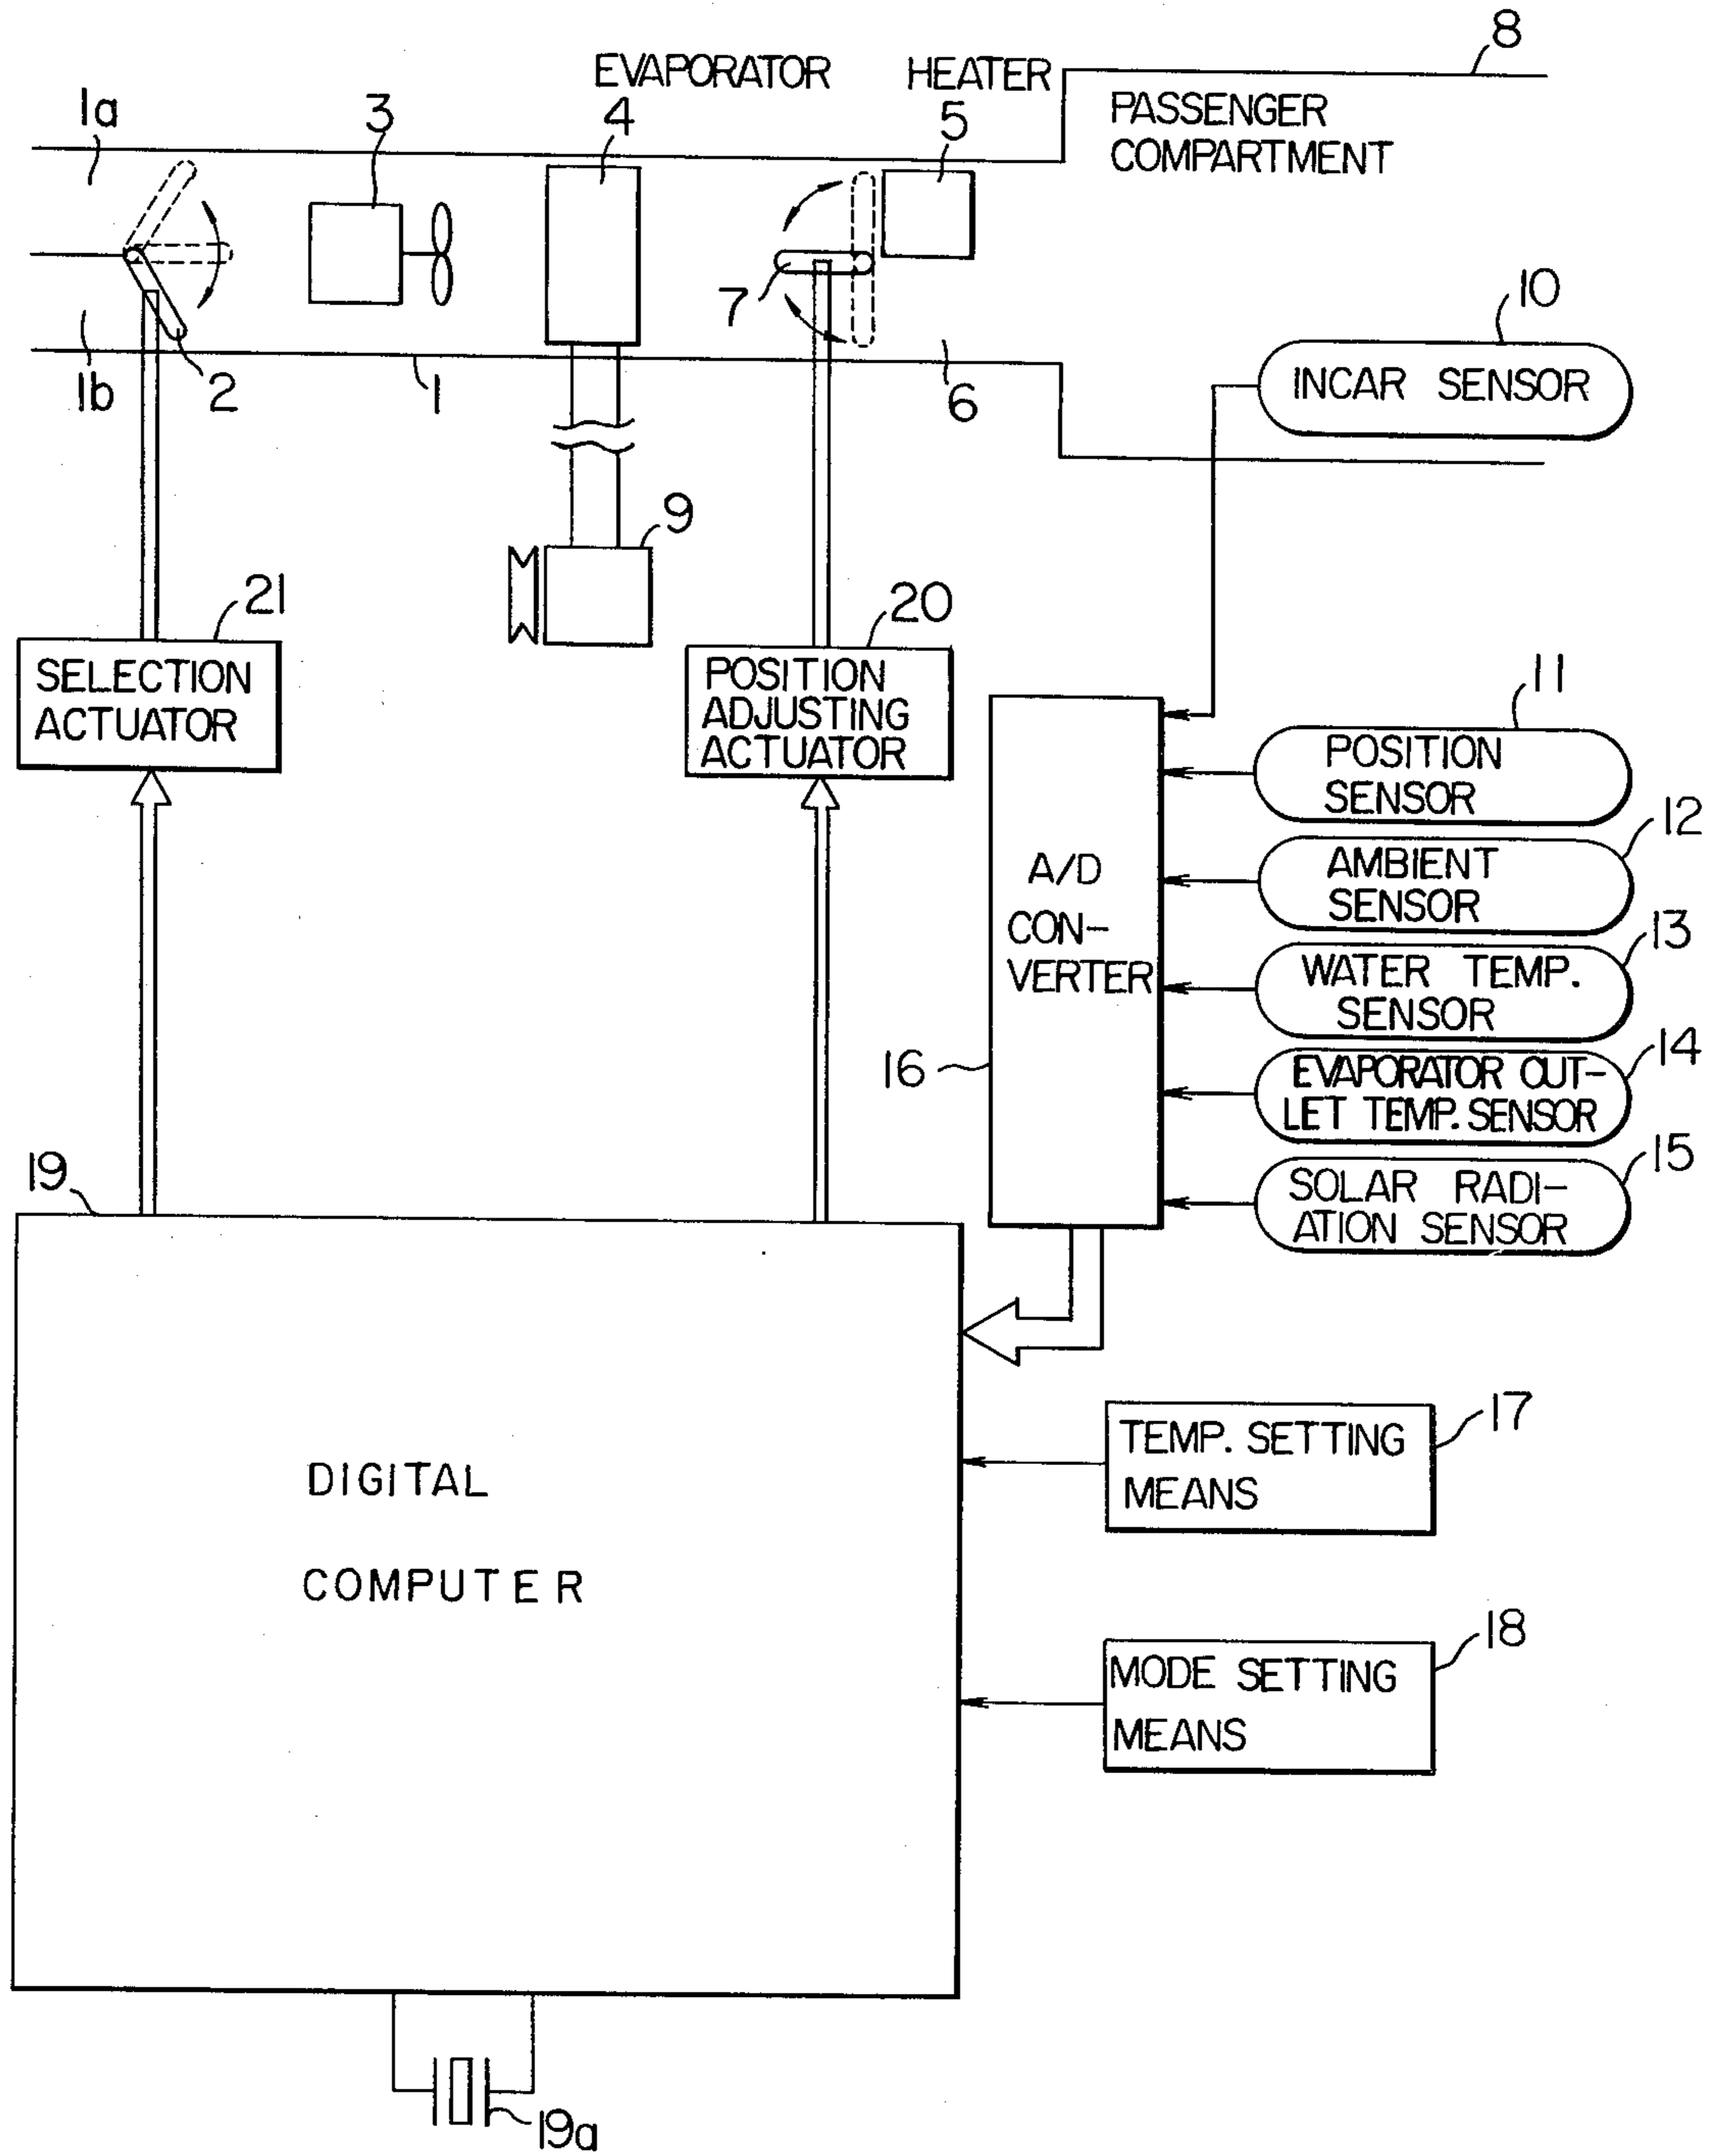 8
EVAPORATOR HEATER
PASSENGER
COMPARTMENT
1a
3
4
5
7
10
1b
2
1
6
INCAR SENSOR
9
21
20
SELECTION
ACTUATOR
POSITION
ADJUSTING
ACTUATOR
11
POSITION
SENSOR
12
A/D
CON-
VERTER
AMBIENT
SENSOR
13
WATER TEMP.
SENSOR
16
14
EVAPORATOR OUT-
LET TEMP. SENSOR
15
SOLAR RADI-
ATION SENSOR
19
17
TEMP. SETTING
MEANS
DIGITAL
COMPUTER
18
MODE SETTING
MEANS
19a